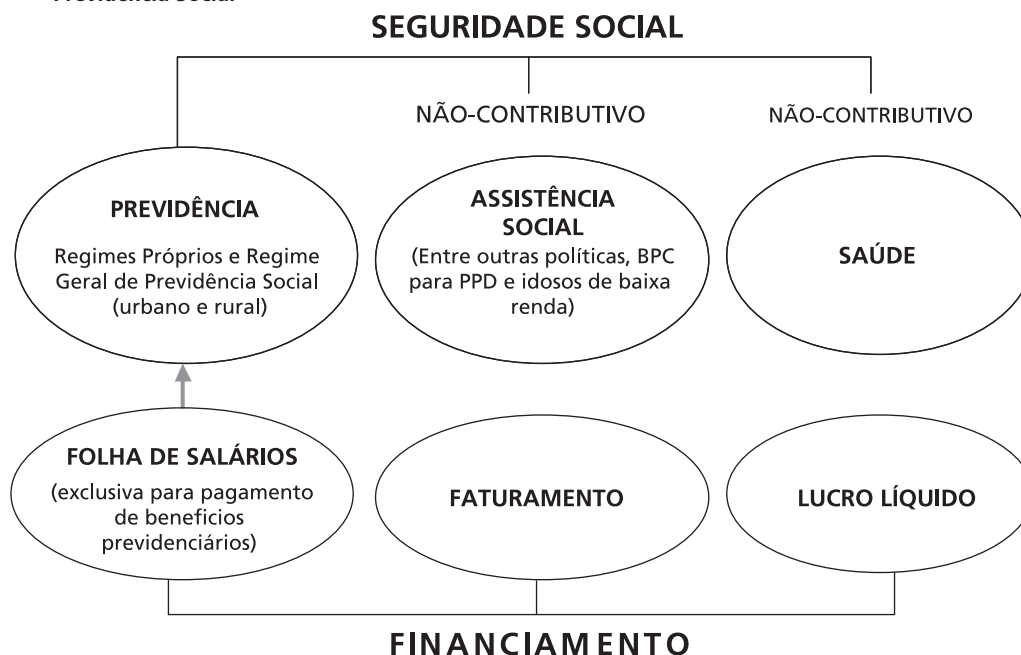 Previdência Social
SEGURIDADE SOCIAL
NÃO-CONTRIBUTIVO
NÃO-CONTRIBUTIVO
PREVIDÊNCIA
Regimes Próprios e Regime
Geral de Previdência Social
(urbano e rural)
ASSISTÊNCIA
SOCIAL
(Entre outras políticas, BPC
para PPD e idosos de baixa
renda)
SAÚDE
FOLHA DE SALÁRIOS
(exclusiva para pagamento
de beneficios
previdenciários)
FATURAMENTO
LUCRO LÍQUIDO
FINANCIAMENTO